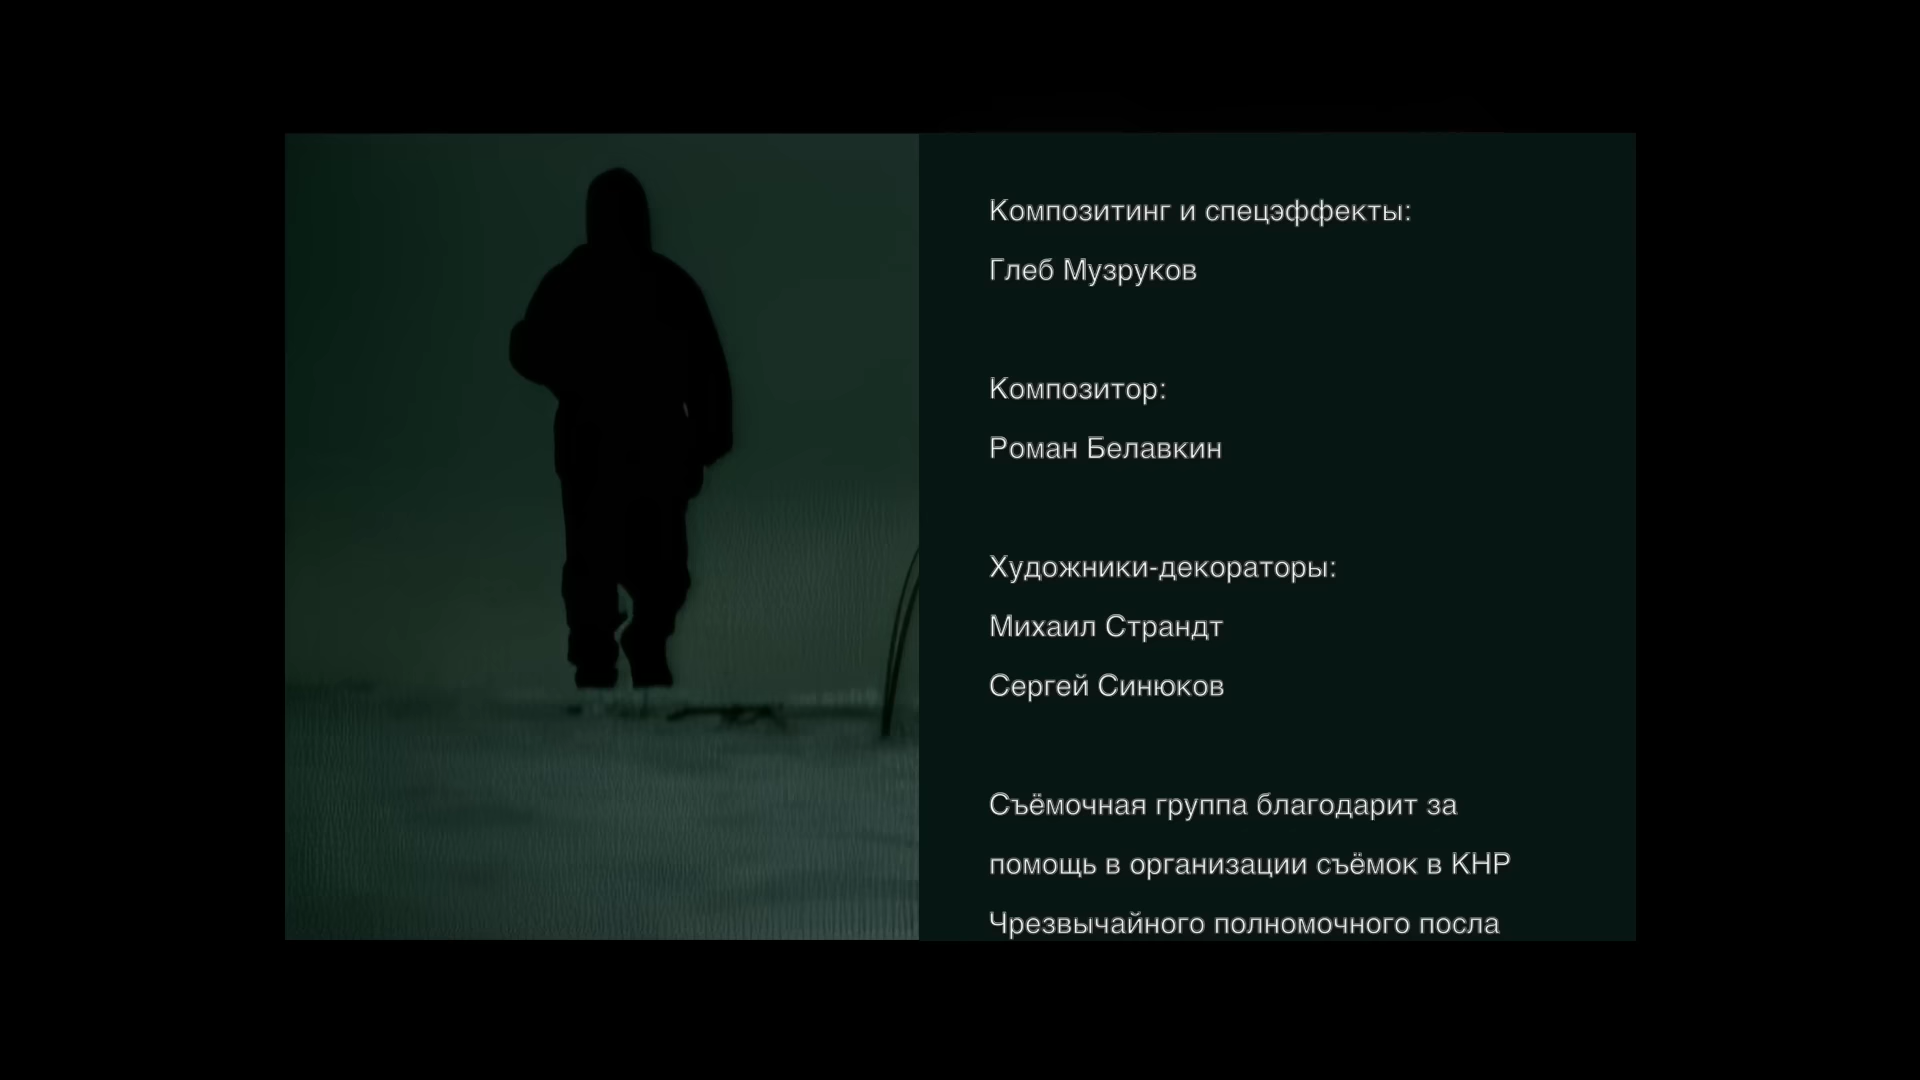 Композитинг и спецэффекты:
Глеб Музруков
Композитор:
Роман Белавкин
Художники-декораторы:
Михаил Страндт
Сергей Синюков
Съёмочная группа благодарит за
помощь в организации съёмок в КНР
Чрезвычайного полномочного посла